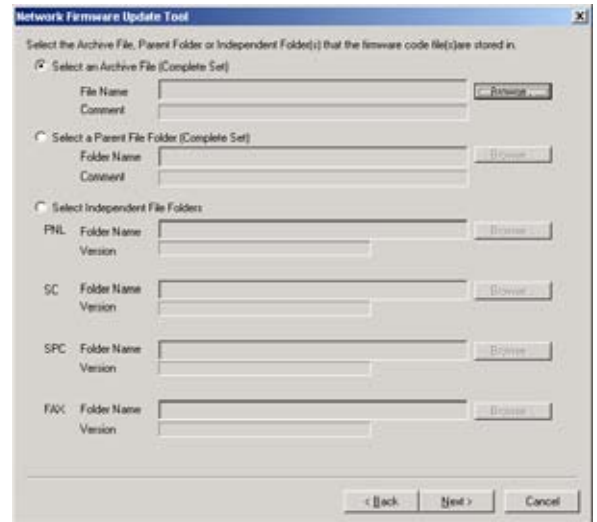 Network Firmware Update Tool
Select the Archive File, Parent Folder or Independent Folder(s) that the firmware code file(s)are stored in.
Select an Archive File (Complete Set)
File Name
Browse...
Comment
Select a Parent File Folder (Complete Set)
Folder Name
Browse...
Comment
Select Independent File Folders
PNL Folder Name
Browse...
Version
SC Folder Name
Browse...
Version
SPC Folder Name
Browse...
Version
FAX Folder Name
Browse...
Version
< Back
Next >
Cancel